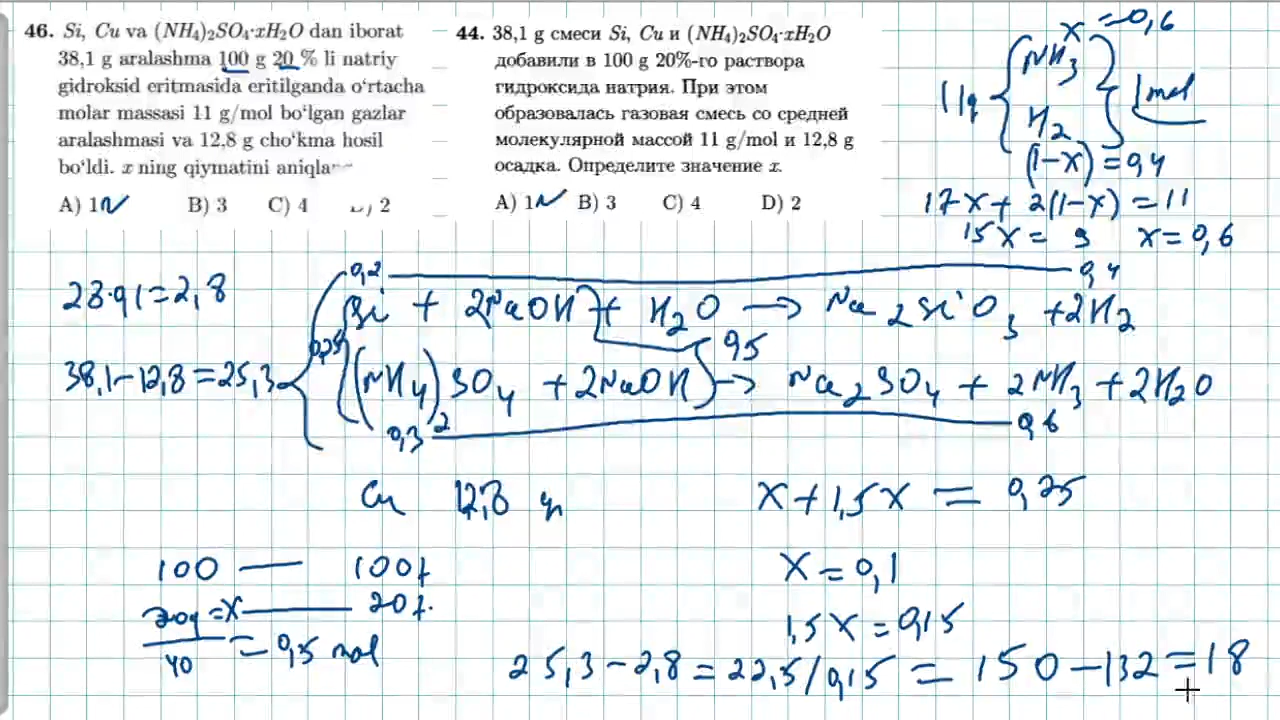 46. Si, Cu va (NH₄)₂SO₄·xH₂O dan iborat
38,1 g aralashma 100 g 20 % li natriy
gidroksid eritmasida eritilganda o‘rtacha
molar massasi 11 g/mol bo‘lgan gazlar
aralashmasi va 12,8 g cho‘kma hosil
bo‘ldi. x ning qiymatini aniqla
A) 1 B) 3 C) 4 ) 2
44. 38,1 g смеси Si, Cu и (NH₄)₂SO₄·xH₂O
добавили в 100 g 20%-го раствора
гидроксида натрия. При этом
образовалась газовая смесь со средней
молекулярной массой 11 g/mol и 12,8 g
осадка. Определите значение x.
A) 1 B) 3 C) 4 D) 2
x = 0,6
NH₃
11g 1 mol
H₂
(1-x) = 0,4
17x + 2(1-x) = 11
15x = 9 x = 0,6
28·0,1 = 2,8
0,2 0,4
Si + 2NaOH + H₂O → Na₂SiO₃ + 2H₂
0,25 0,5
38,1-12,8 = 25,3
(NH₄)₂SO₄ + 2NaOH → Na₂SO₄ + 2NH₃ + 2H₂O
0,3 0,6
Cu 12,8 g
x + 1,5x = 0,25
100 — 100%
x = 0,1
20g = x — 20%
1,5x = 0,15
40 = 0,5 mol
25,3-2,8 = 22,5/0,15 = 150-132 = 18